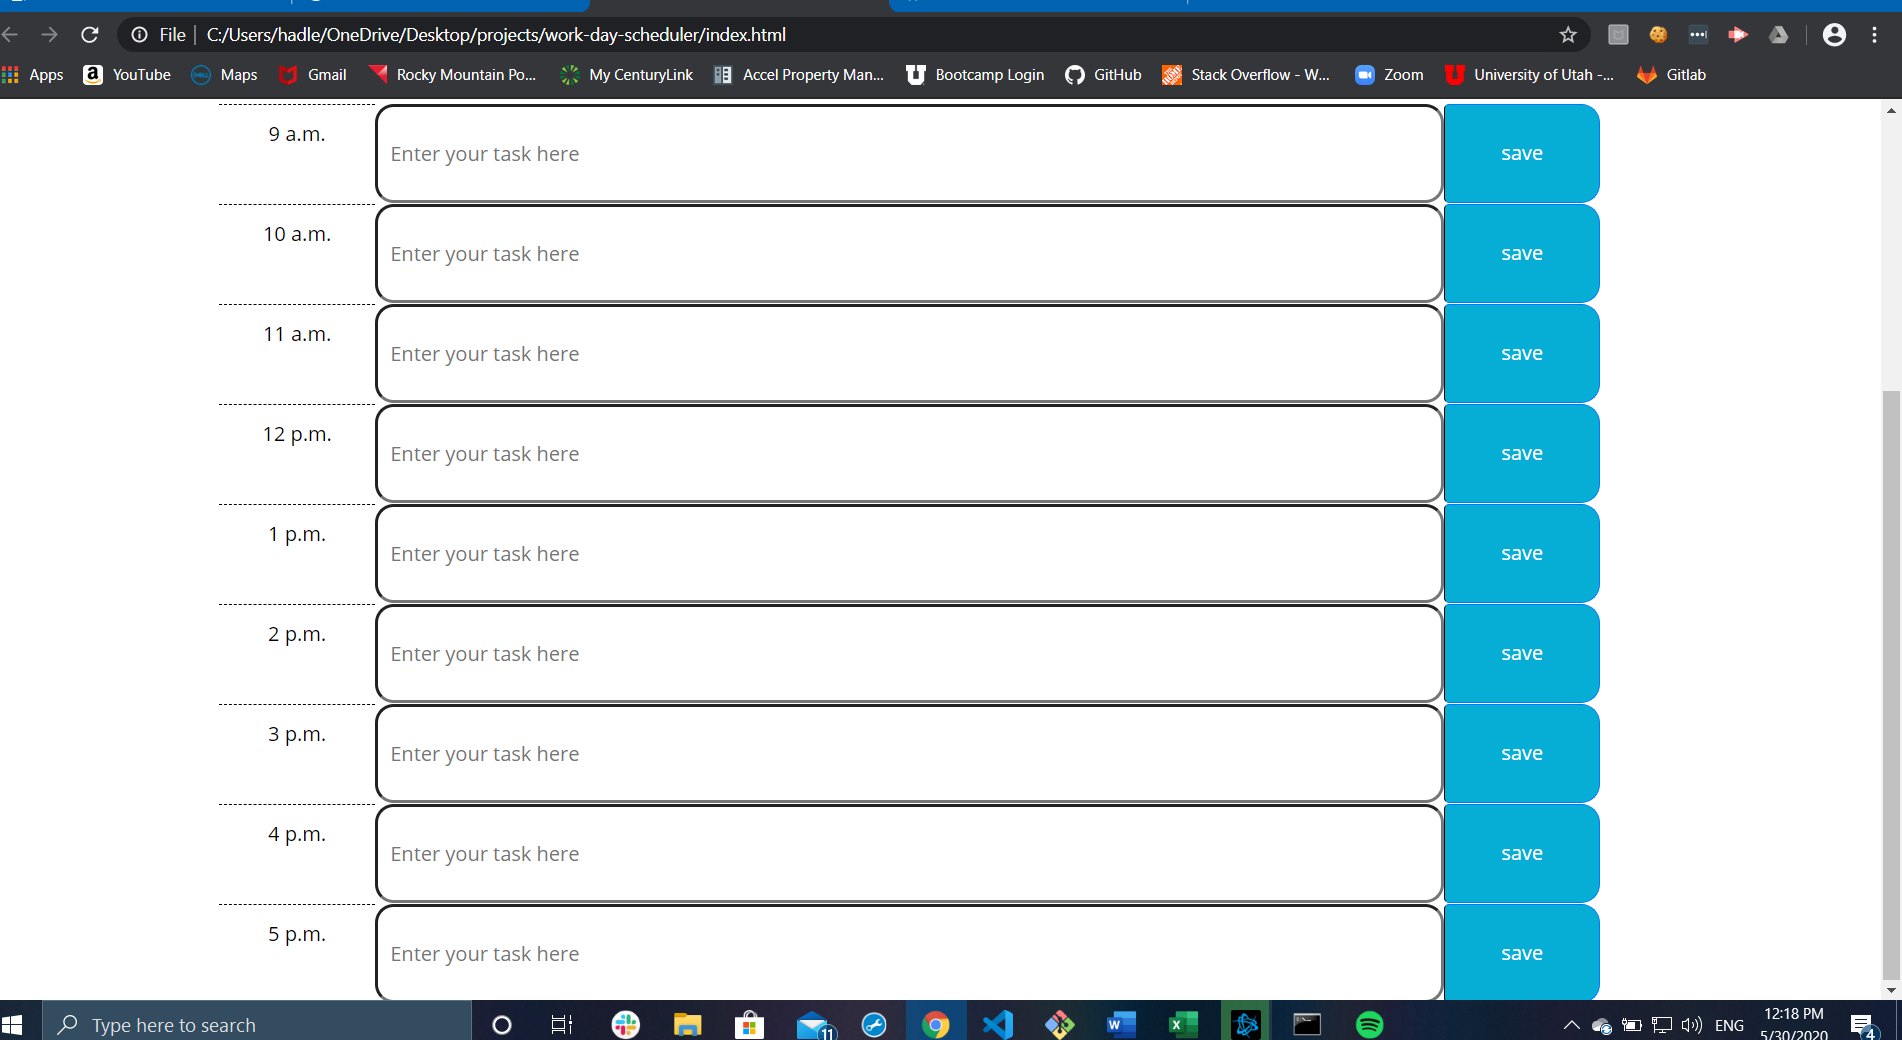 File | C:/Users/hadle/OneDrive/Desktop/projects/work-day-scheduler/index.html
Apps YouTube Maps Gmail Rocky Mountain Po... My CenturyLink Accel Property Man... Bootcamp Login GitHub Stack Overflow - W... Zoom University of Utah -... Gitlab
9 a.m. Enter your task here save
10 a.m. Enter your task here save
11 a.m. Enter your task here save
12 p.m. Enter your task here save
1 p.m. Enter your task here save
2 p.m. Enter your task here save
3 p.m. Enter your task here save
4 p.m. Enter your task here save
5 p.m. Enter your task here save
Type here to search 11 ENG 12:18 PM 4
5/30/2020